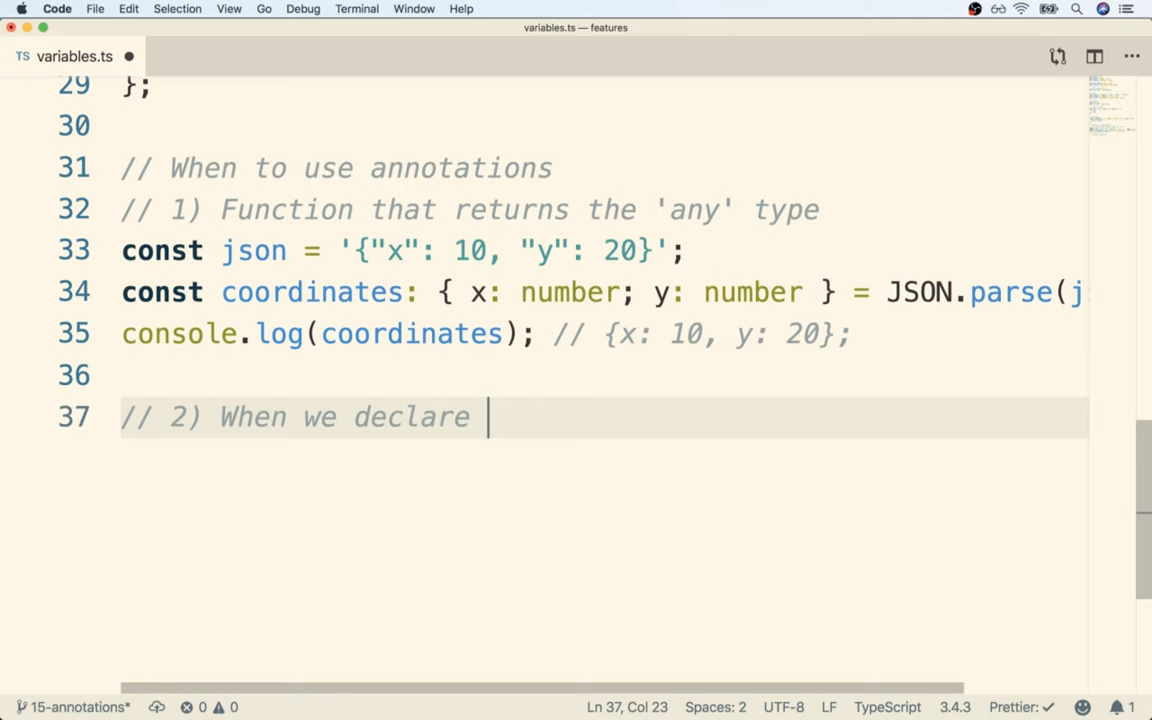 Code File Edit Selection View Go Debug Terminal Window Help
variables.ts — features
TS variables.ts
29 };
30
31 // When to use annotations
32 // 1) Function that returns the 'any' type
33 const json = '{"x": 10, "y": 20}';
34 const coordinates: { x: number; y: number } = JSON.parse(j
35 console.log(coordinates); // {x: 10, y: 20};
36
37 // 2) When we declare
15-annotations* 0 0 Ln 37, Col 23 Spaces: 2 UTF-8 LF TypeScript 3.4.3 Prettier: ✓ 1